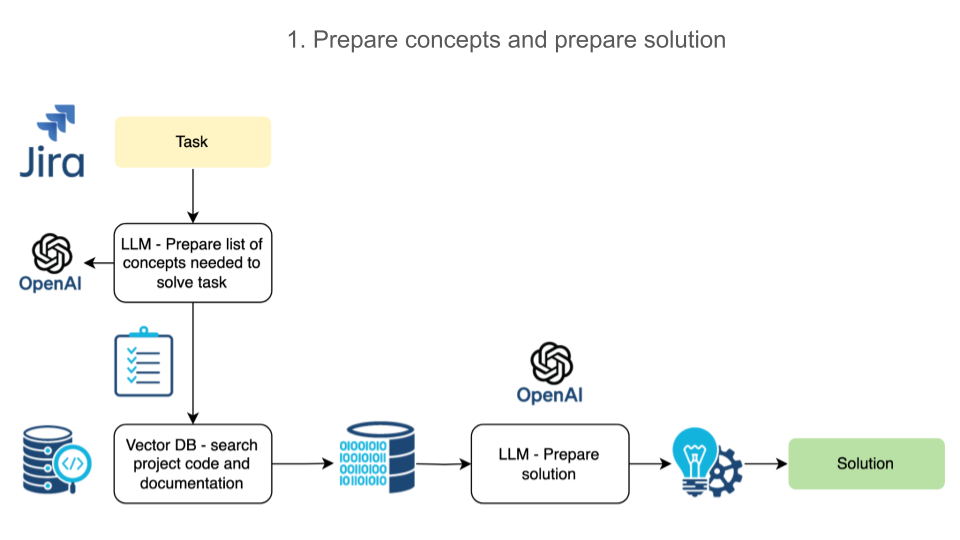 1. Prepare concepts and prepare solution
Jira
Task
LLM - Prepare list of
concepts needed to
solve task
OpenAI
OpenAI
Vector DB - search
project code and
documentation
</>
01001010
10010101
00110100
10110101
LLM - Prepare
solution
Solution